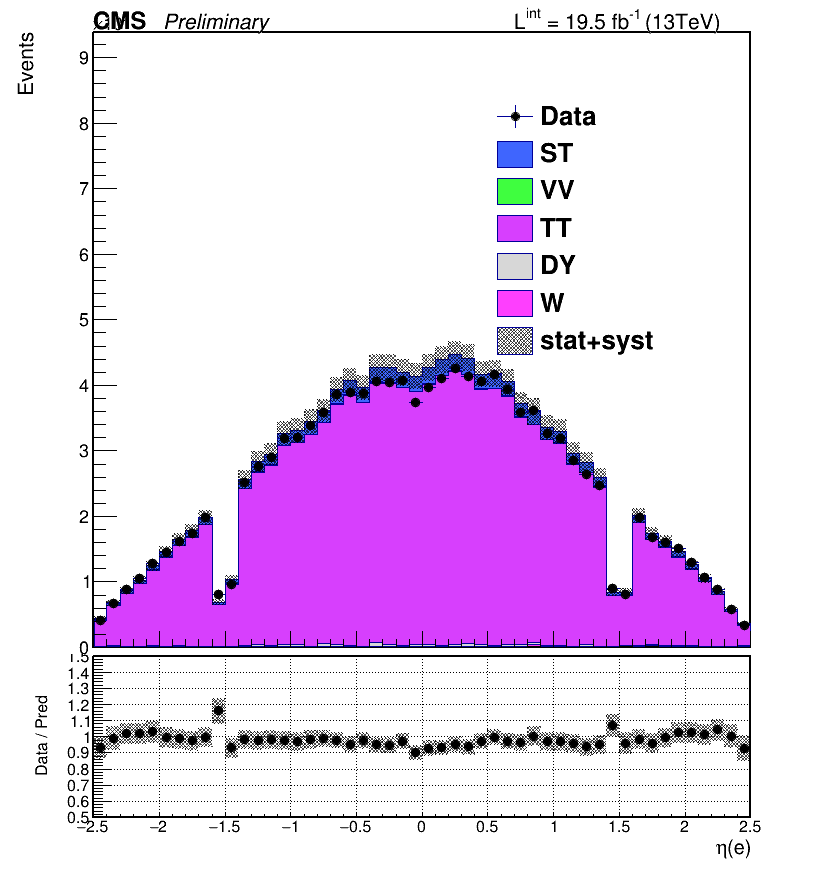 CMS Preliminary L^int = 19.5 fb^-1 (13TeV)
Events
9
8
7
6
5
4
3
2
1
0
Data
ST
VV
TT
DY
W
stat+syst
Data / Pred
1.5
1.4
1.3
1.2
1.1
1
0.9
0.8
0.7
0.6
0.5
−2.5 −2 −1.5 −1 −0.5 0 0.5 1 1.5 2 2.5
η(e)